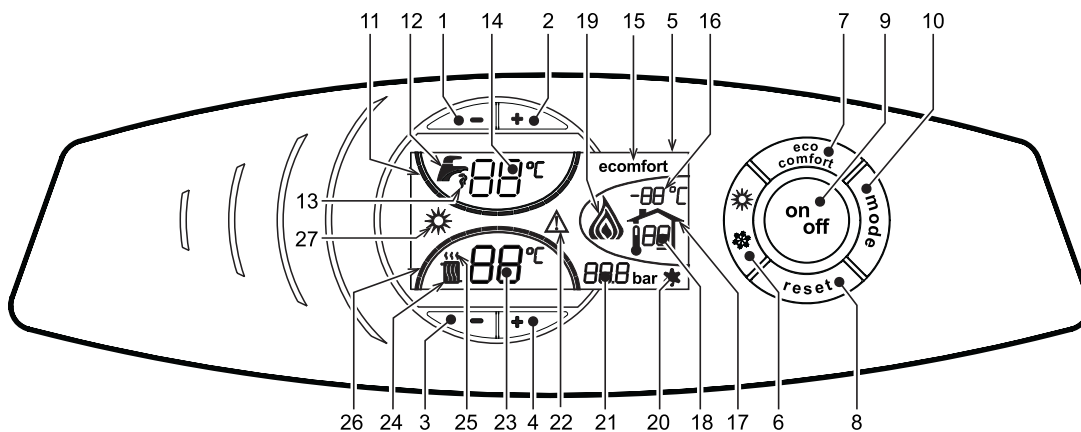 11 12 1 14 2 19 15 5 16 7 9 10
- +
eco
comfort
ecomfort
88 °C
-88 °C
13
on
off
mode
27
88 °C
188
88.8 bar
reset
- +
26 24 3 25 23 4 22 21 20 18 17 6 8